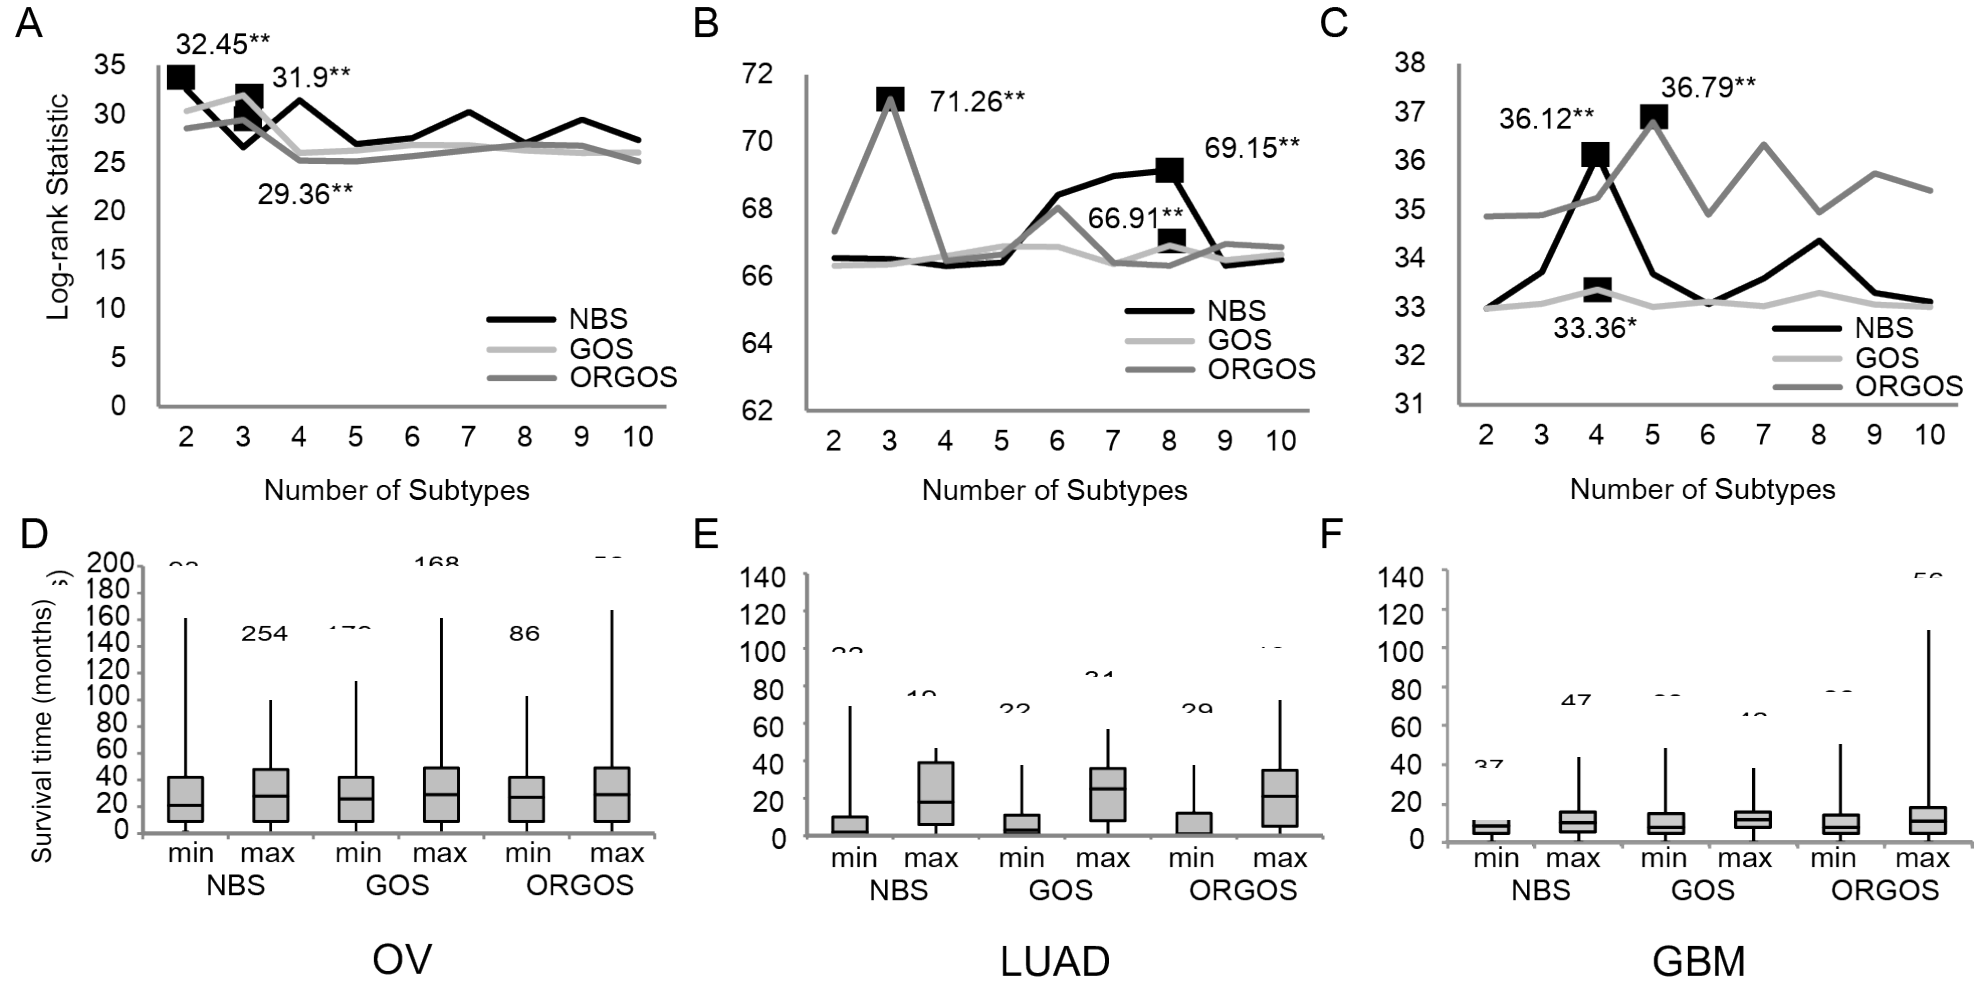 A
32.45**
31.9**
29.36**
35
30
25
20
15
10
5
0
Log-rank Statistic
NBS
GOS
ORGOS
2 3 4 5 6 7 8 9 10
Number of Subtypes
B
71.26**
69.15**
66.91**
72
70
68
66
64
62
NBS
GOS
ORGOS
2 3 4 5 6 7 8 9 10
Number of Subtypes
C
36.12**
36.79**
33.36*
38
37
36
35
34
33
32
31
NBS
GOS
ORGOS
2 3 4 5 6 7 8 9 10
Number of Subtypes
D
168
254
86
200
180
160
140
120
100
80
60
40
20
0
Survival time (months)
min max min max min max
NBS GOS ORGOS
OV
E
22
29
140
120
100
80
60
40
20
0
min max min max min max
NBS GOS ORGOS
LUAD
F
47
37
140
120
100
80
60
40
20
0
min max min max min max
NBS GOS ORGOS
GBM